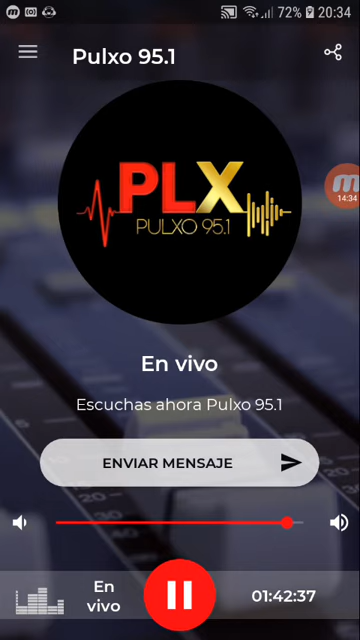 72% 20:34
Pulxo 95.1
PLX
PULXO 95.1
14:34
En vivo
Escuchas ahora Pulxo 95.1
ENVIAR MENSAJE
En
vivo
01:42:37